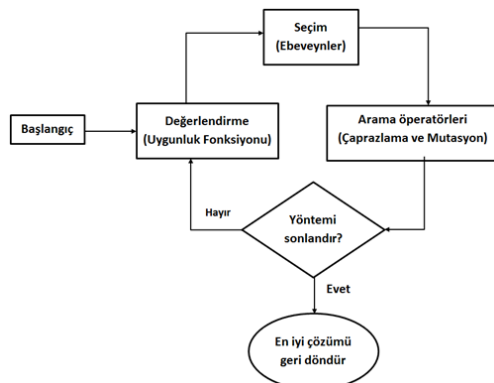 Seçim
(Ebeveynler)
Başlangıç
Değerlendirme
(Uygunluk Fonksiyonu)
Arama öperatörleri
(Çaprazlama ve Mutasyon)
Hayır
Yöntemi
sonlandır?
Evet
En iyi çözümü
geri döndür